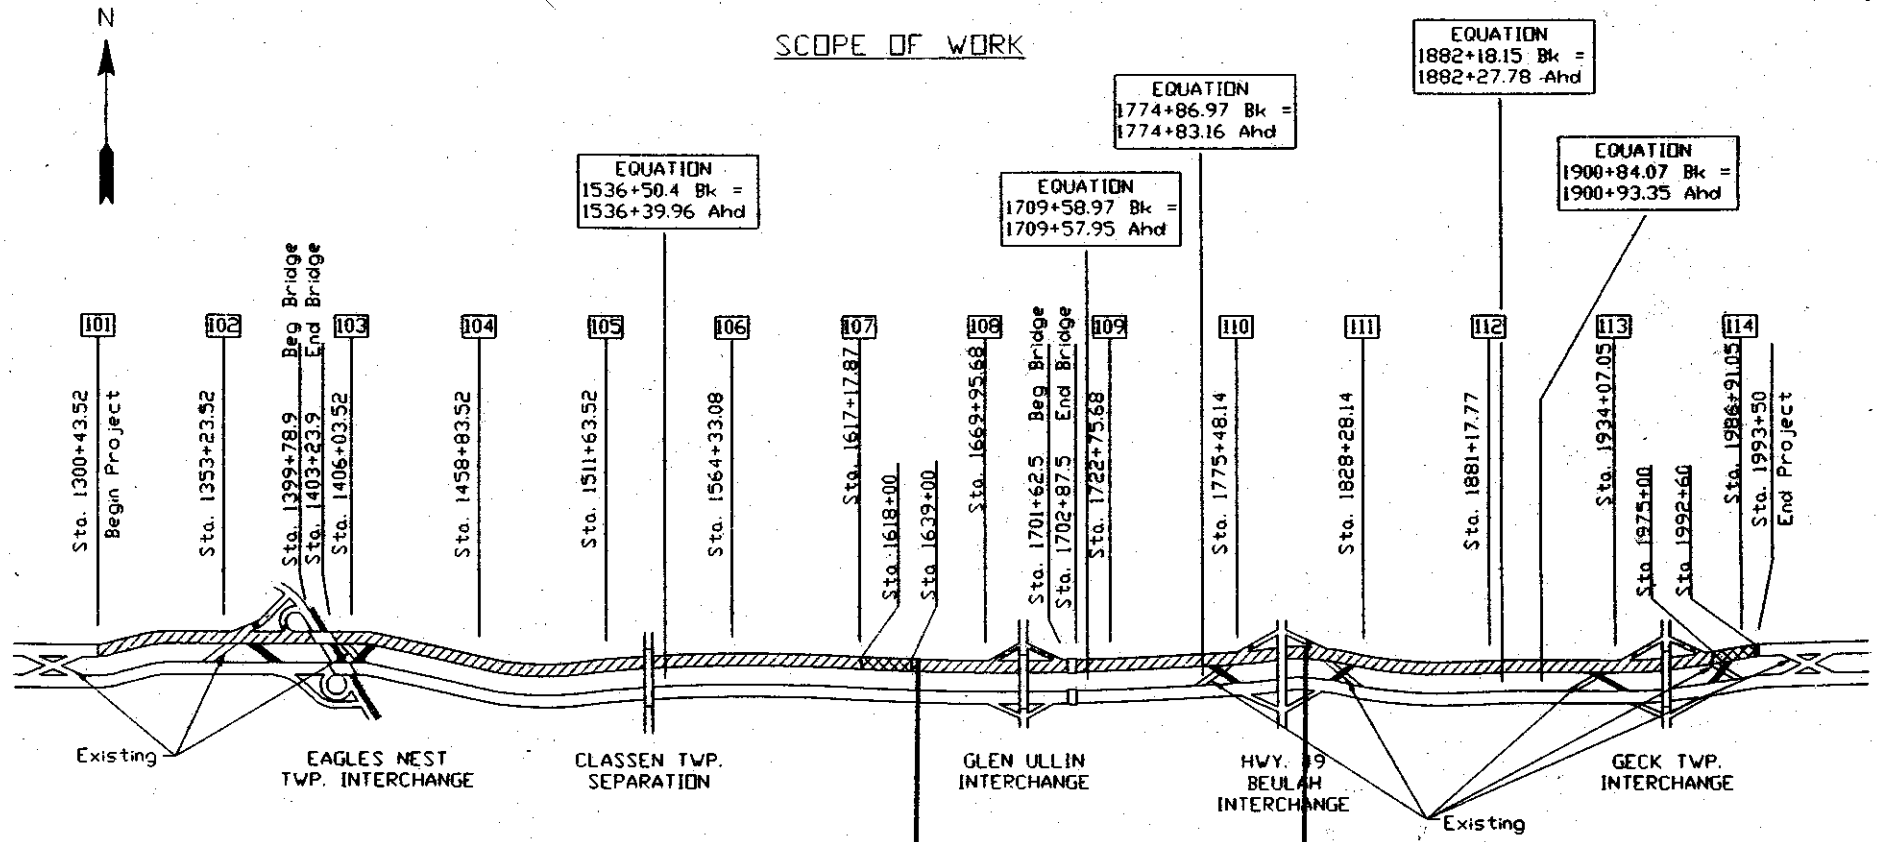 N
SCOPE OF WORK
EQUATION
1536+50.4 Bk =
1536+39.96 Ahd
EQUATION
1709+58.97 Bk =
1709+57.95 Ahd
EQUATION
1774+86.97 Bk =
1774+83.16 Ahd
EQUATION
1882+18.15 Bk =
1882+27.78 Ahd
EQUATION
1900+84.07 Bk =
1900+93.35 Ahd
101
102
103
104
105
106
107
108
109
110
111
112
113
114
Sta. 1300+43.52
Begin Project
Sta. 1353+23.52
Sta. 1399+78.9 Beg Bridge
Sta. 1403+23.9 End Bridge
Sta. 1406+03.52
Sta. 1458+83.52
Sta. 1511+63.52
Sta. 1564+33.08
Sta. 1617+17.87
Sta 1618+00
Sta 1639+00
Sta. 1669+95.68
Sta. 1701+62.5 Beg Bridge
Sta. 1702+87.5 End Bridge
Sta. 1722+75.68
Sta. 1775+48.14
Sta. 1828+28.14
Sta. 1881+17.77
Sta. 1934+07.05
Sta 1975+00
Sta 1992+60
Sta. 1986+91.05
Sta. 1993+50
End Project
Existing
EAGLES NEST
TWP. INTERCHANGE
CLASSEN TWP.
SEPARATION
GLEN ULLIN
INTERCHANGE
HWY. 49
BEULAH
INTERCHANGE
GECK TWP.
INTERCHANGE
Existing